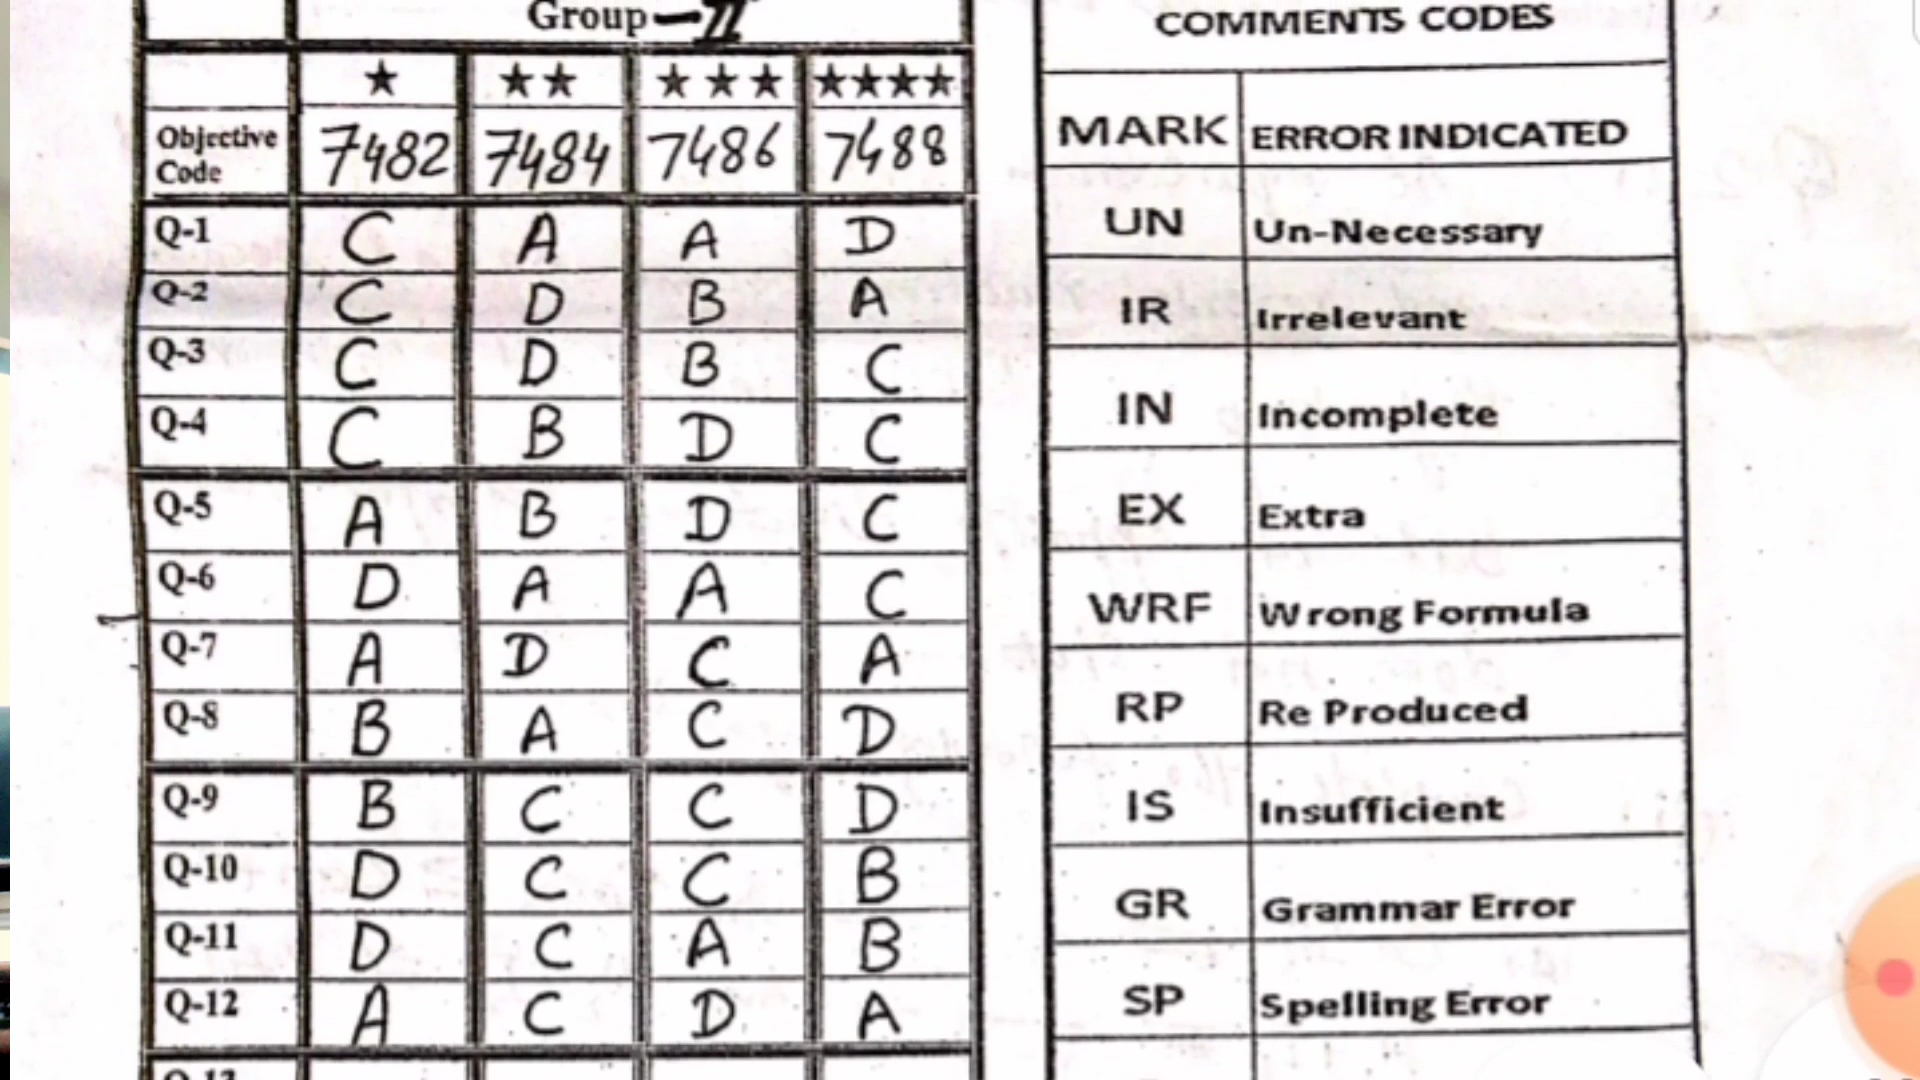 Group-II
★ ★★ ★★★ ★★★★
Objective Code 7482 7484 7486 7488
Q-1 C A A D
Q-2 C D B A
Q-3 C D B C
Q-4 C B D C
Q-5 A B D C
Q-6 D A A C
Q-7 A D C A
Q-8 B A C D
Q-9 B C C D
Q-10 D C C B
Q-11 D C A B
Q-12 A C D A
Q-13
COMMENTS CODES
MARK ERROR INDICATED
UN Un-Necessary
IR Irrelevant
IN Incomplete
EX Extra
WRF Wrong Formula
RP Re Produced
IS Insufficient
GR Grammar Error
SP Spelling Error